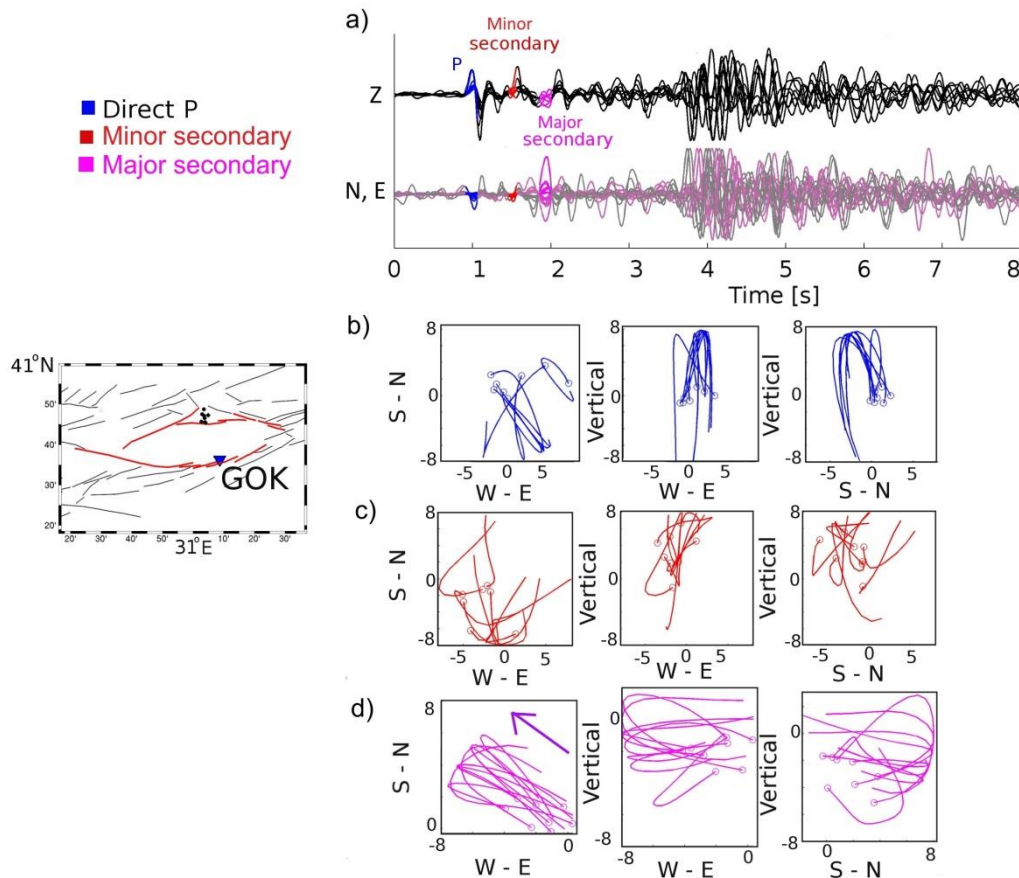 a)
Minor
secondary
P
Z
Direct P
Minor secondary
Major secondary
Major
secondary
N, E
0 1 2 3 4 5 6 7 8
Time [s]
b)
8 8 8
S - N Vertical Vertical
0 0 0
-8 -8 -8
-5 0 5 -5 0 5 -5 0 5
W - E W - E S - N
41°N
50'
40'
30'
20'
GOK
20' 30' 40' 50' 31°E 10' 20' 30'
c)
8 8 8
S - N Vertical Vertical
0 0 0
-8 -8 -8
-5 0 5 -5 0 5 -5 0 5
W - E W - E S - N
d)
8
S - N Vertical Vertical
0 0
0 -8 -8
-8 0 -8 0 0 8
W - E W - E S - N